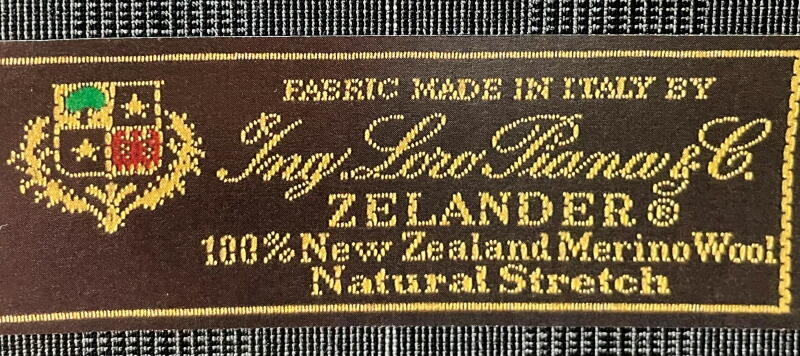 FABRIC MADE IN ITALY BY
Ing. Loro Piana & C.
ZELANDER ®
100% New Zealand Merino Wool
Natural Stretch